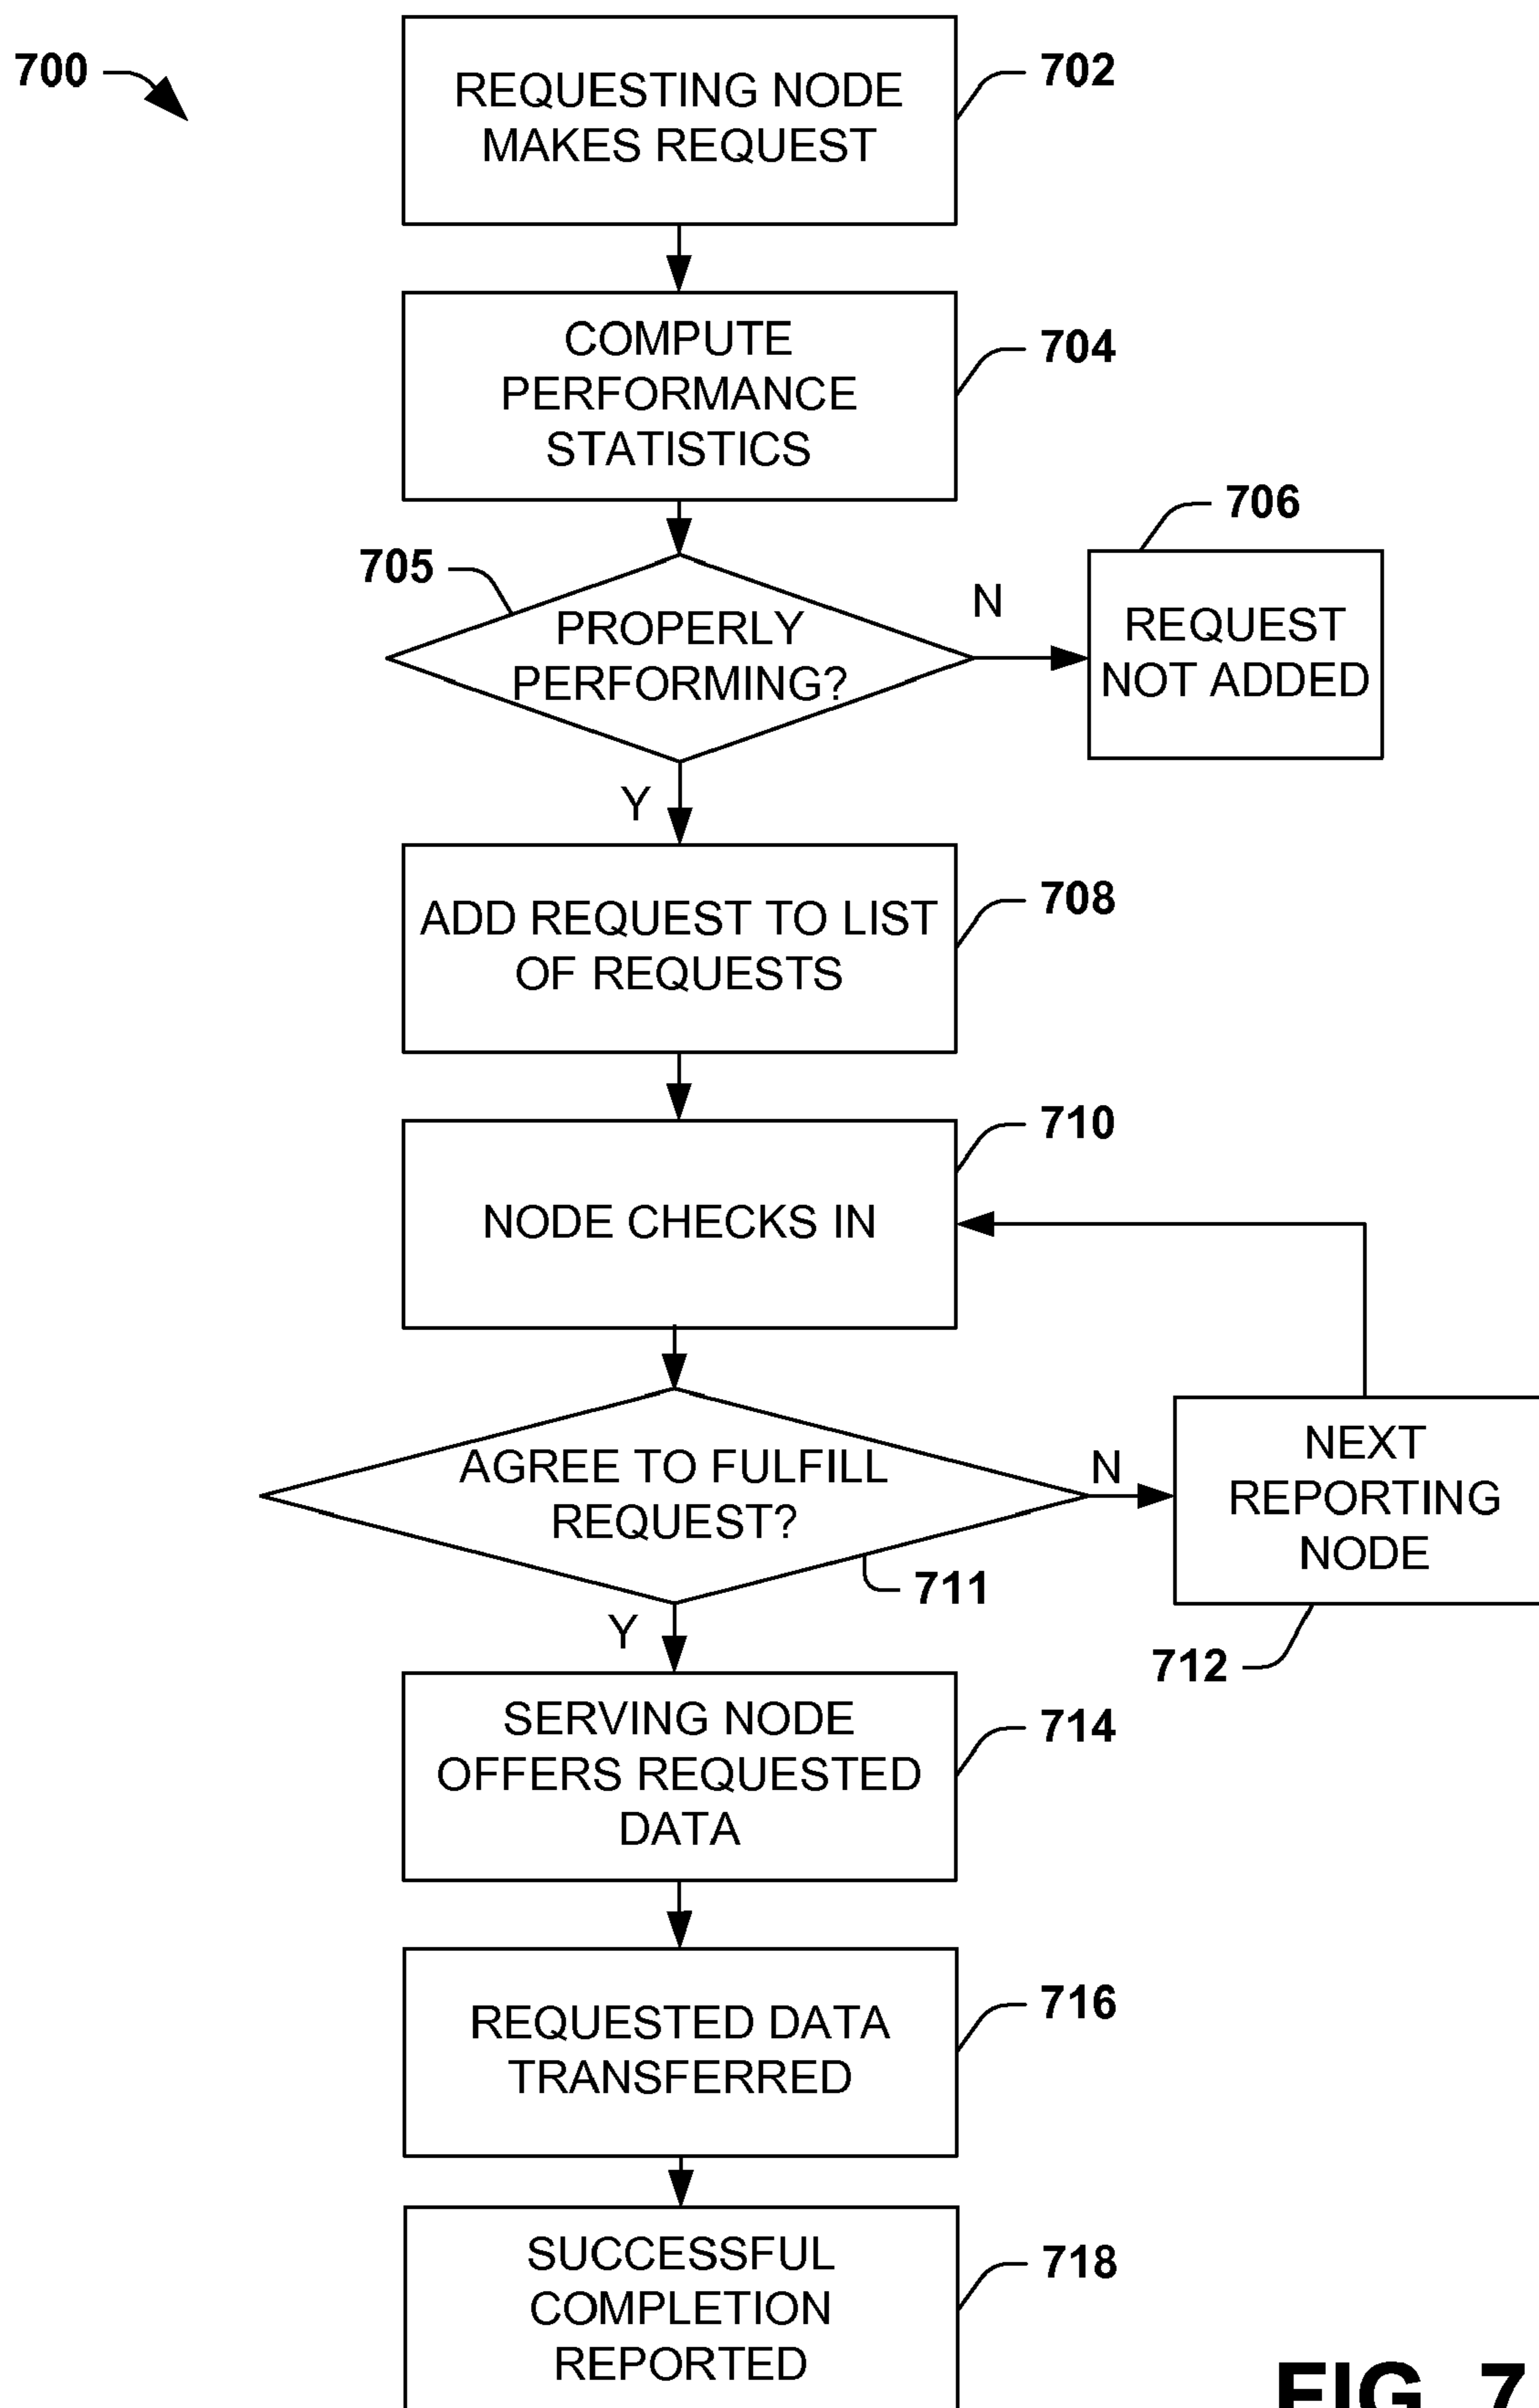 700
REQUESTING NODE
MAKES REQUEST
702
COMPUTE
PERFORMANCE
STATISTICS
704
705
PROPERLY
PERFORMING?
N
706
REQUEST
NOT ADDED
Y
ADD REQUEST TO LIST
OF REQUESTS
708
NODE CHECKS IN
710
AGREE TO FULFILL
REQUEST?
711
N
NEXT
REPORTING
NODE
712
Y
SERVING NODE
OFFERS REQUESTED
DATA
714
REQUESTED DATA
TRANSFERRED
716
SUCCESSFUL
COMPLETION
REPORTED
718
FIG. 7